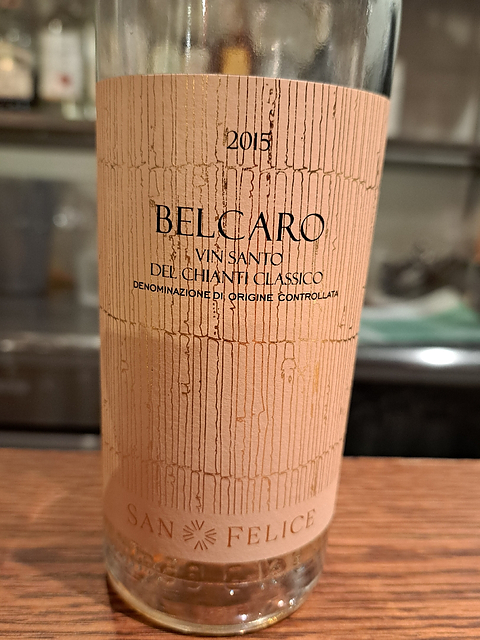 2015
BELCARO
VIN SANTO
DEL CHIANTI CLASSICO
DENOMINAZIONE DI ORIGINE CONTROLLATA
SAN FELICE